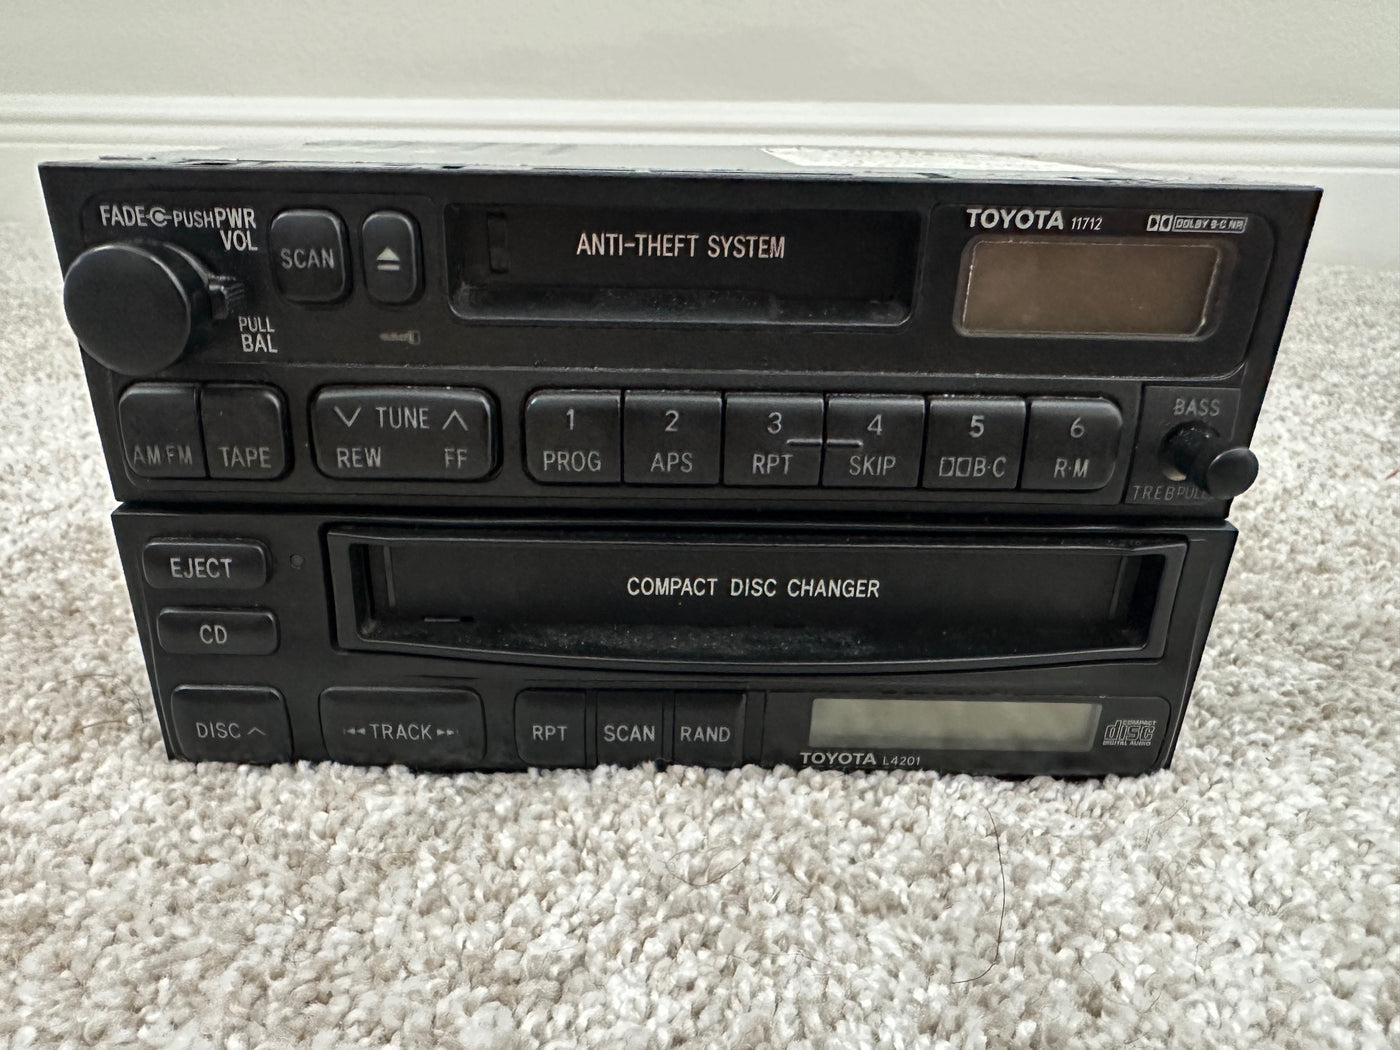 FADE PUSH PWR
VOL
SCAN
PULL
BAL
ANTI-THEFT SYSTEM
TOYOTA 11712
DOLBY B·C NR
AM FM
TAPE
TUNE
REW FF
1
PROG
2
APS
3
RPT
4
SKIP
5
B·C
6
R·M
BASS
TREB PULL
EJECT
CD
COMPACT DISC CHANGER
DISC
TRACK
RPT
SCAN
RAND
TOYOTA L4201
COMPACT
disc
DIGITAL AUDIO